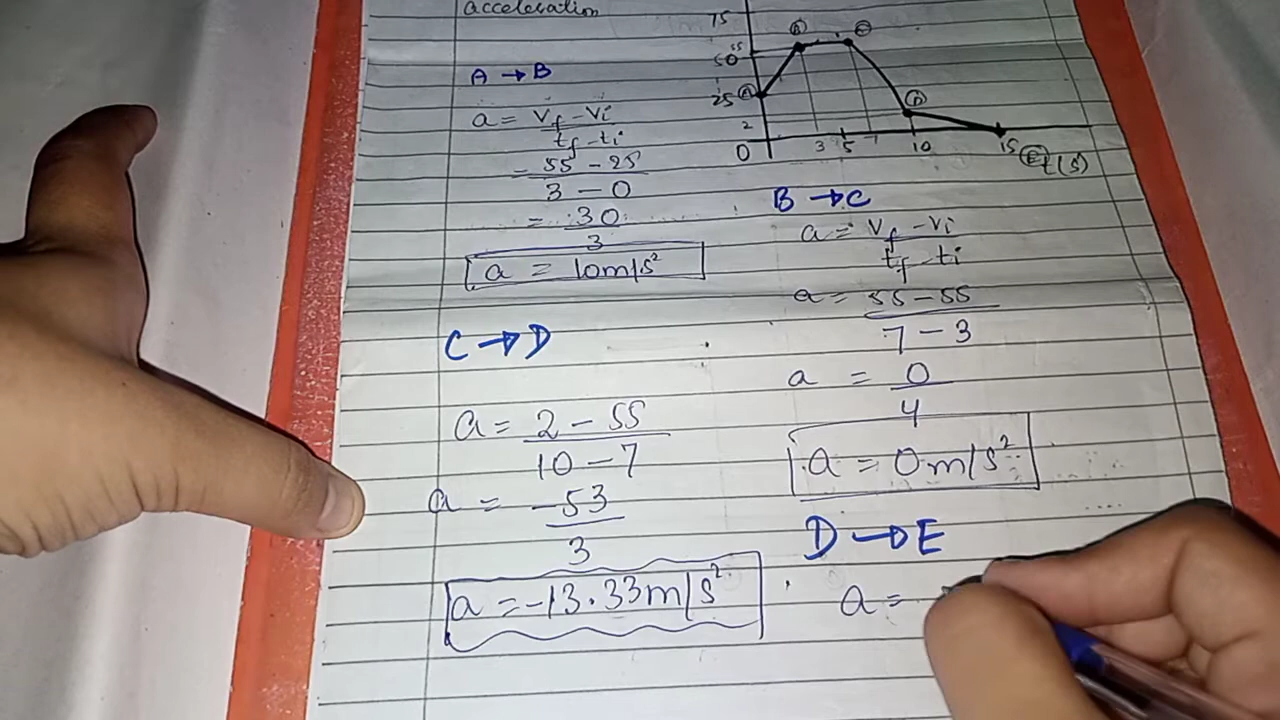 acceleration
75
55
50
25
2
0
3
5
7
10
15
t(s)
A
B
C
D
E
A → B
a = Vf - Vi
tf - ti
= 55 - 25
3 - 0
= 30
3
a = 10m/s²
B → C
a = Vf - Vi
tf - ti
a = 55 - 55
7 - 3
a = 0
4
a = 0 m/s²
C → D
a = 2 - 55
10 - 7
a = -53
3
a = -13.33m/s²
D → E
a =